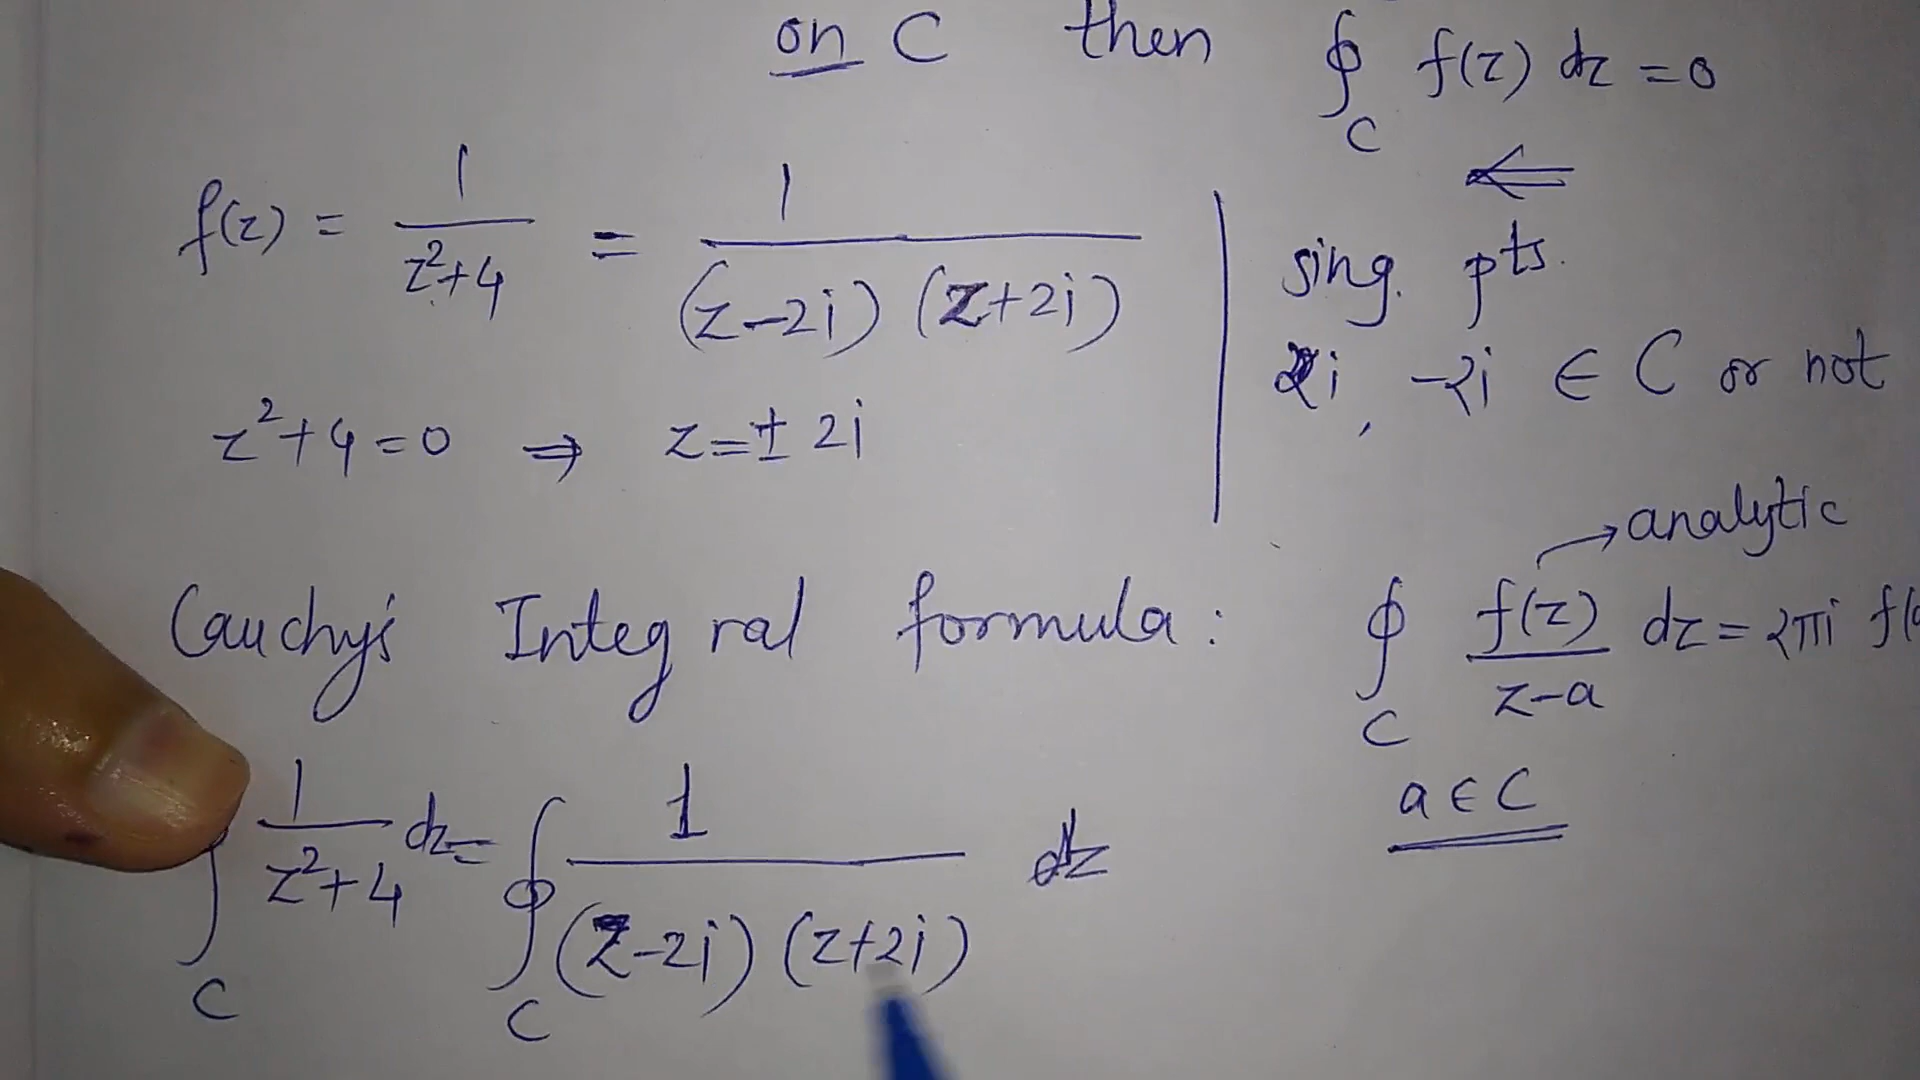 on C then ∮_C f(z) dz = 0
⇐
f(z) = 1/(z²+4) = 1/((z-2i)(z+2i))
sing. pts.
2i, -2i ∈ C or not
z²+4=0 ⇒ z=± 2i
→ analytic
Cauchy's Integral formula: ∮_C f(z)/(z-a) dz = 2πi f(a
a ∈ C
∫_C 1/(z²+4) dz = ∮_C 1/((z-2i)(z+2i)) dz